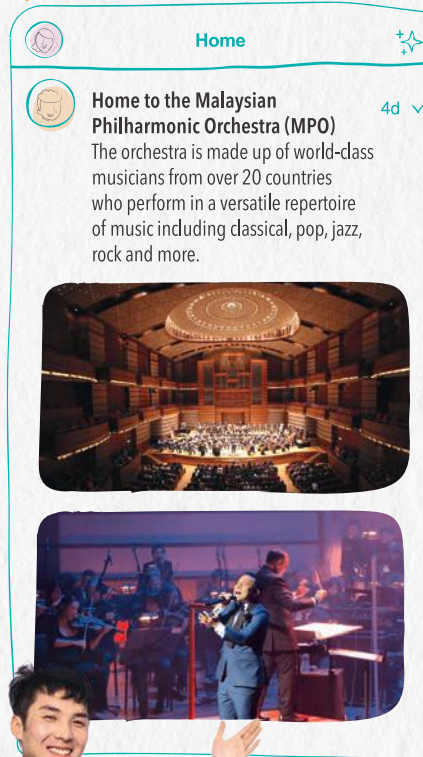 Home
Home to the Malaysian
Philharmonic Orchestra (MPO)
4d
The orchestra is made up of world-class
musicians from over 20 countries
who perform in a versatile repertoire
of music including classical, pop, jazz,
rock and more.